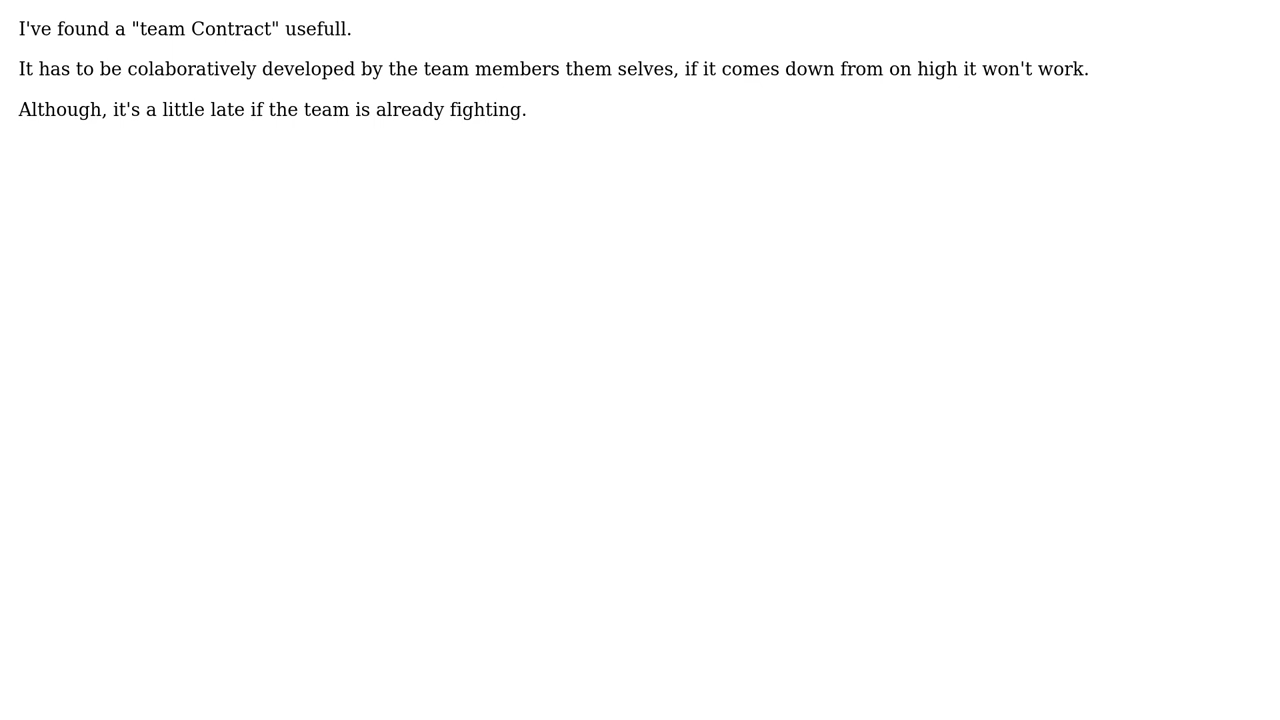 I've found a "team Contract" usefull.
It has to be colaboratively developed by the team members them selves, if it comes down from on high it won't work.
Although, it's a little late if the team is already fighting.